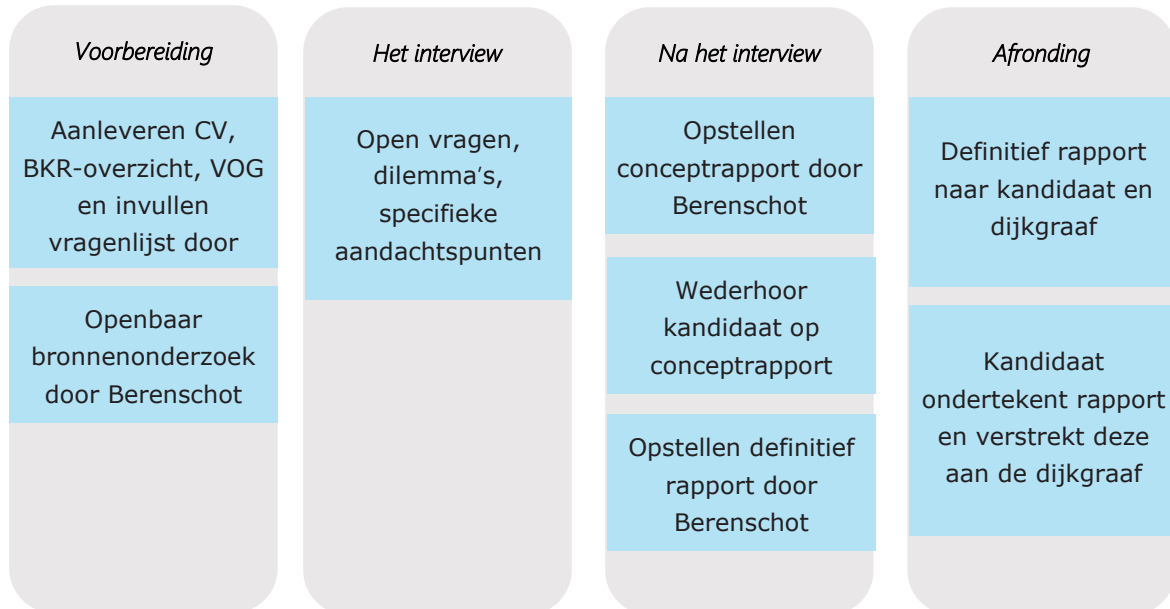 Voorbereiding
Aanleveren CV,
BKR-overzicht, VOG
en invullen
vragenlijst door
Openbaar
bronnenonderzoek
door Berenschot
Het interview
Open vragen,
dilemma's,
specifieke
aandachtspunten
Na het interview
Opstellen
conceptrapport door
Berenschot
Wederhoor
kandidaat op
conceptrapport
Opstellen definitief
rapport door
Berenschot
Afronding
Definitief rapport
naar kandidaat en
dijkgraaf
Kandidaat
ondertekent rapport
en verstrekt deze
aan de dijkgraaf